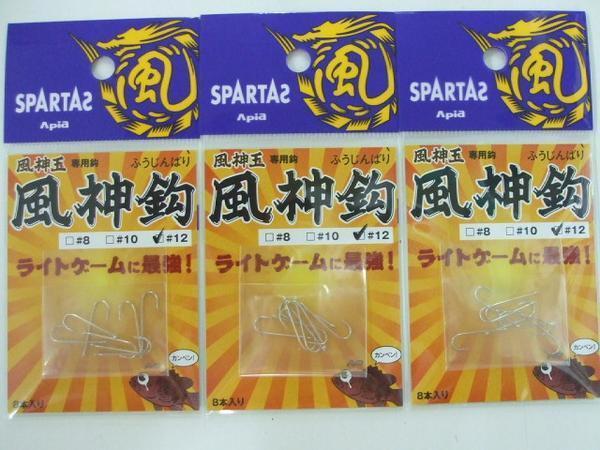 風
SPARTAS
Apia
風神玉 専用鈎 ふうじんばり
風神鈎
#8 #10 ✓#12
ライトゲームに最強!
カンペン!
8本入り
風
SPARTAS
Apia
風神玉 専用鈎 ふうじんばり
風神鈎
#8 #10 ✓#12
ライトゲームに最強!
カンペン!
8本入り
風
SPARTAS
Apia
風神玉 専用鈎 ふうじんばり
風神鈎
#8 #10 ✓#12
ライトゲームに最強!
カンペン!
8本入り